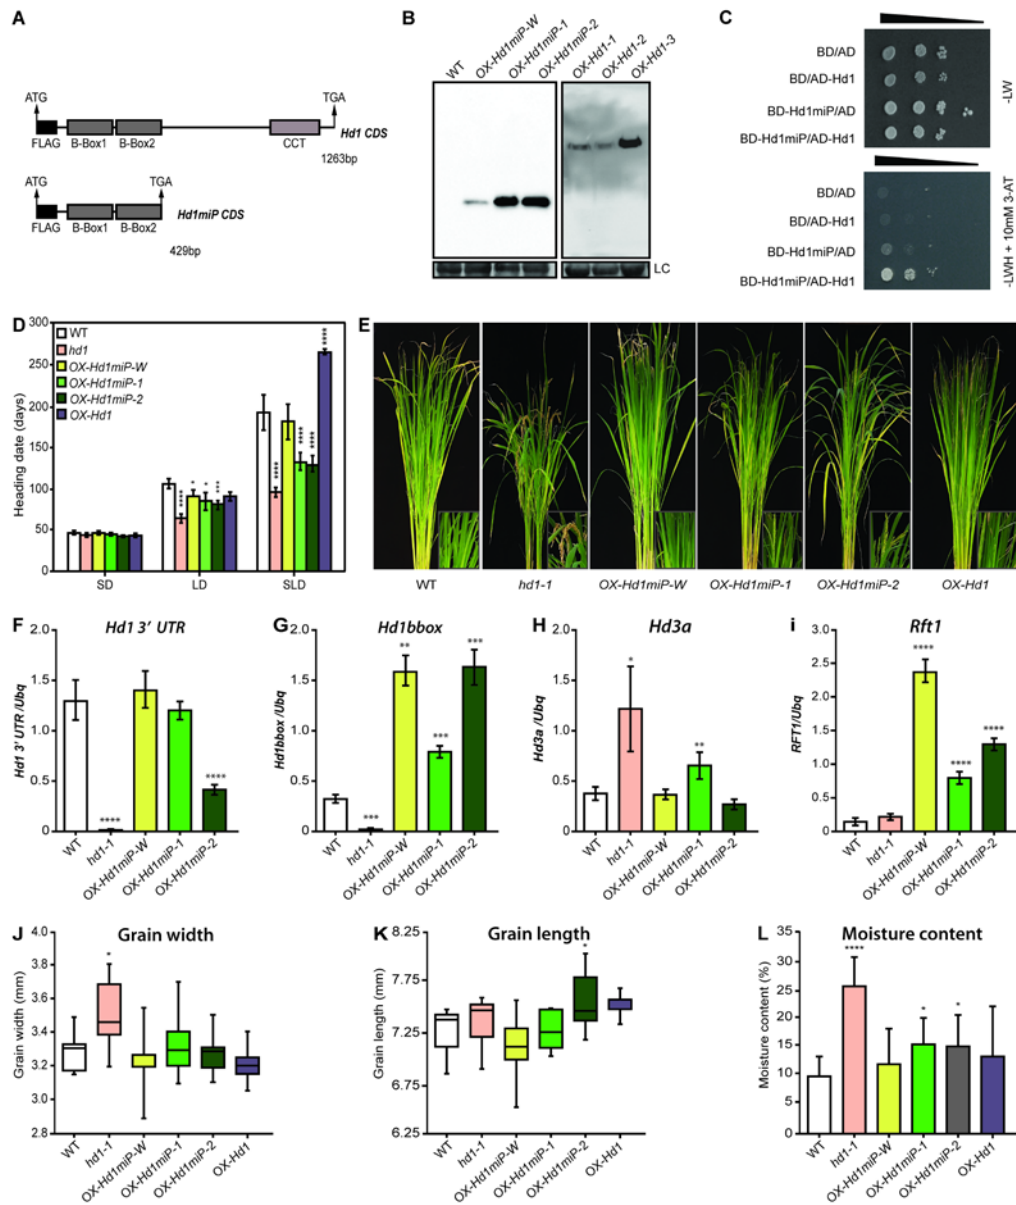 A
ATG
TGA
FLAG
B-Box1
B-Box2
CCT
Hd1 CDS
1263bp
ATG
TGA
FLAG
B-Box1
B-Box2
Hd1miP CDS
429bp
B
WT
OX-Hd1miP-W
OX-Hd1miP-1
OX-Hd1miP-2
OX-Hd1-1
OX-Hd1-2
OX-Hd1-3
LC
C
BD/AD
BD/AD-Hd1
BD-Hd1miP/AD
BD-Hd1miP/AD-Hd1
-LW
BD/AD
BD/AD-Hd1
BD-Hd1miP/AD
BD-Hd1miP/AD-Hd1
-LWH + 10mM 3-AT
D
Heading date (days)
300
250
200
150
100
50
0
WT
hd1
OX-Hd1miP-W
OX-Hd1miP-1
OX-Hd1miP-2
OX-Hd1
****
*
*
***
****
****
****
****
SD
LD
SLD
E
WT
hd1-1
OX-Hd1miP-W
OX-Hd1miP-1
OX-Hd1miP-2
OX-Hd1
F
Hd1 3' UTR
Hd1 3' UTR/Ubq
2.0
1.5
1.0
0.5
0
****
****
WT
hd1-1
OX-Hd1miP-W
OX-Hd1miP-1
OX-Hd1miP-2
G
Hd1bbox
Hd1bbox/Ubq
2.0
1.5
1.0
0.5
0
***
**
***
***
WT
hd1-1
OX-Hd1miP-W
OX-Hd1miP-1
OX-Hd1miP-2
H
Hd3a
Hd3a/Ubq
2.0
1.5
1.0
0.5
0
*
**
WT
hd1-1
OX-Hd1miP-W
OX-Hd1miP-1
OX-Hd1miP-2
i
Rft1
RFT1/Ubq
3.0
2.5
2.0
1.5
1.0
0.5
0.0
****
****
****
WT
hd1-1
OX-Hd1miP-W
OX-Hd1miP-1
OX-Hd1miP-2
J
Grain width
Grain width (mm)
4.0
3.8
3.6
3.4
3.2
3.0
2.8
*
WT
hd1-1
OX-Hd1miP-W
OX-Hd1miP-1
OX-Hd1miP-2
OX-Hd1
K
Grain length
Grain length (mm)
8.25
7.75
7.25
6.75
6.25
*
WT
hd1-1
OX-Hd1miP-W
OX-Hd1miP-1
OX-Hd1miP-2
OX-Hd1
L
Moisture content
Moisture content (%)
35
30
25
20
15
10
5
0
****
*
*
WT
hd1-1
OX-Hd1miP-W
OX-Hd1miP-1
OX-Hd1miP-2
OX-Hd1